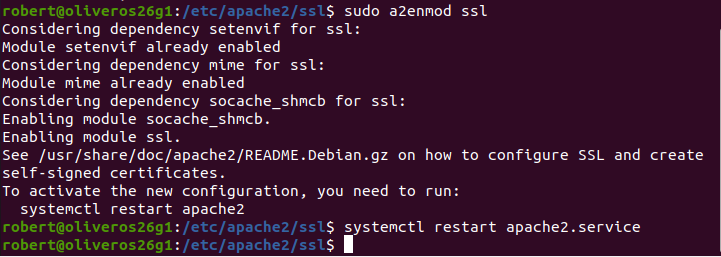 robert@oliveros26g1:/etc/apache2/ssl$ sudo a2enmod ssl
Considering dependency setenvif for ssl:
Module setenvif already enabled
Considering dependency mime for ssl:
Module mime already enabled
Considering dependency socache_shmcb for ssl:
Enabling module socache_shmcb.
Enabling module ssl.
See /usr/share/doc/apache2/README.Debian.gz on how to configure SSL and create
self-signed certificates.
To activate the new configuration, you need to run:
  systemctl restart apache2
robert@oliveros26g1:/etc/apache2/ssl$ systemctl restart apache2.service
robert@oliveros26g1:/etc/apache2/ssl$